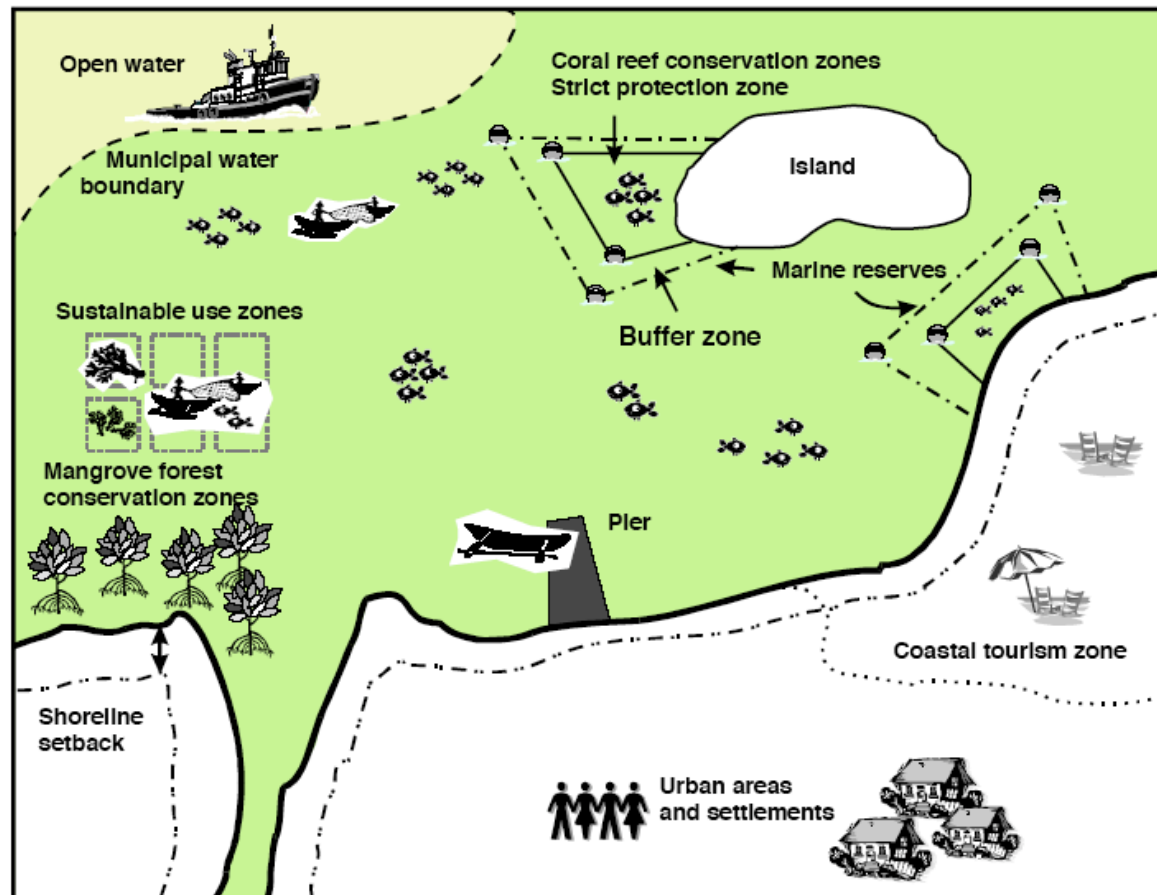 Open water
Coral reef conservation zones
Strict protection zone
Municipal water
boundary
Island
Marine reserves
Sustainable use zones
Buffer zone
Mangrove forest
conservation zones
Pier
Coastal tourism zone
Shoreline
setback
Urban areas
and settlements